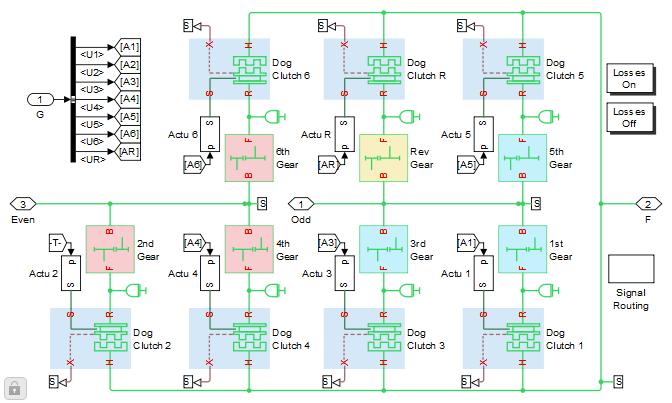 [A1]
<U1>
[A2]
<U2>
[A3]
<U3>
[A4]
<U4>
[A5]
<U5>
[A6]
<U6>
[AR]
<UR>
1
G
S
X
H
Dog
Clutch 6
S
R
S
P
Actu 6
[A6]
F
6th
Gear
B
S
X
H
Dog
Clutch R
S
R
S
P
Actu R
[AR]
F
Rev
Gear
B
S
X
H
Dog
Clutch 5
S
R
S
P
Actu 5
[A5]
F
5th
Gear
B
Losses
On
Losses
Off
3
Even
S
1
Odd
S
2
F
-T-
P
S
Actu 2
B
2nd
Gear
F
S
R
Dog
Clutch 2
X
H
S
[A4]
P
S
Actu 4
B
4th
Gear
F
S
R
Dog
Clutch 4
X
H
S
[A3]
P
S
Actu 3
B
3rd
Gear
F
S
R
Dog
Clutch 3
X
H
S
[A1]
P
S
Actu 1
B
1st
Gear
F
S
R
Dog
Clutch 1
X
H
S
Signal
Routing
S